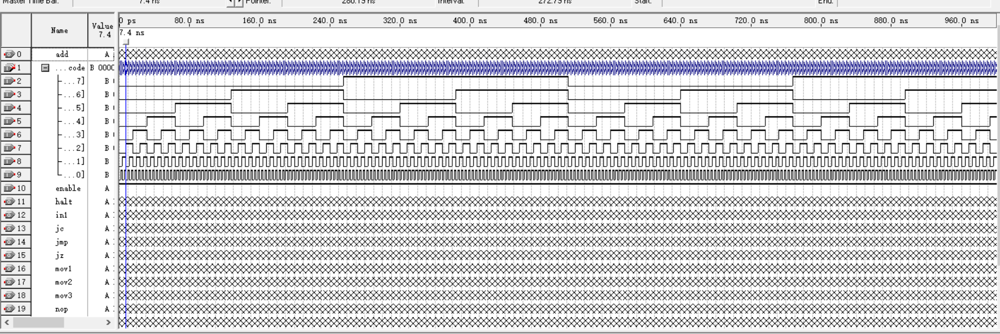 Master Time Bar: 7.4 ns Pointer: 280.19 ns Interval: 272.79 ns Start: End:
Name Value 7.4
0 ps 80.0 ns 160.0 ns 240.0 ns 320.0 ns 400.0 ns 480.0 ns 560.0 ns 640.0 ns 720.0 ns 800.0 ns 880.0 ns 960.0 ns
7.4 ns
0 add A
1 ...code B 0000
2 ...7] B
3 ...6] B
4 ...5] B
5 ...4] B
6 ...3] B
7 ...2] B
8 ...1] B
9 ...0] B
10 enable A
11 halt A
12 in1 A
13 jc A
14 jmp A
15 jz A
16 mov1 A
17 mov2 A
18 mov3 A
19 nop A